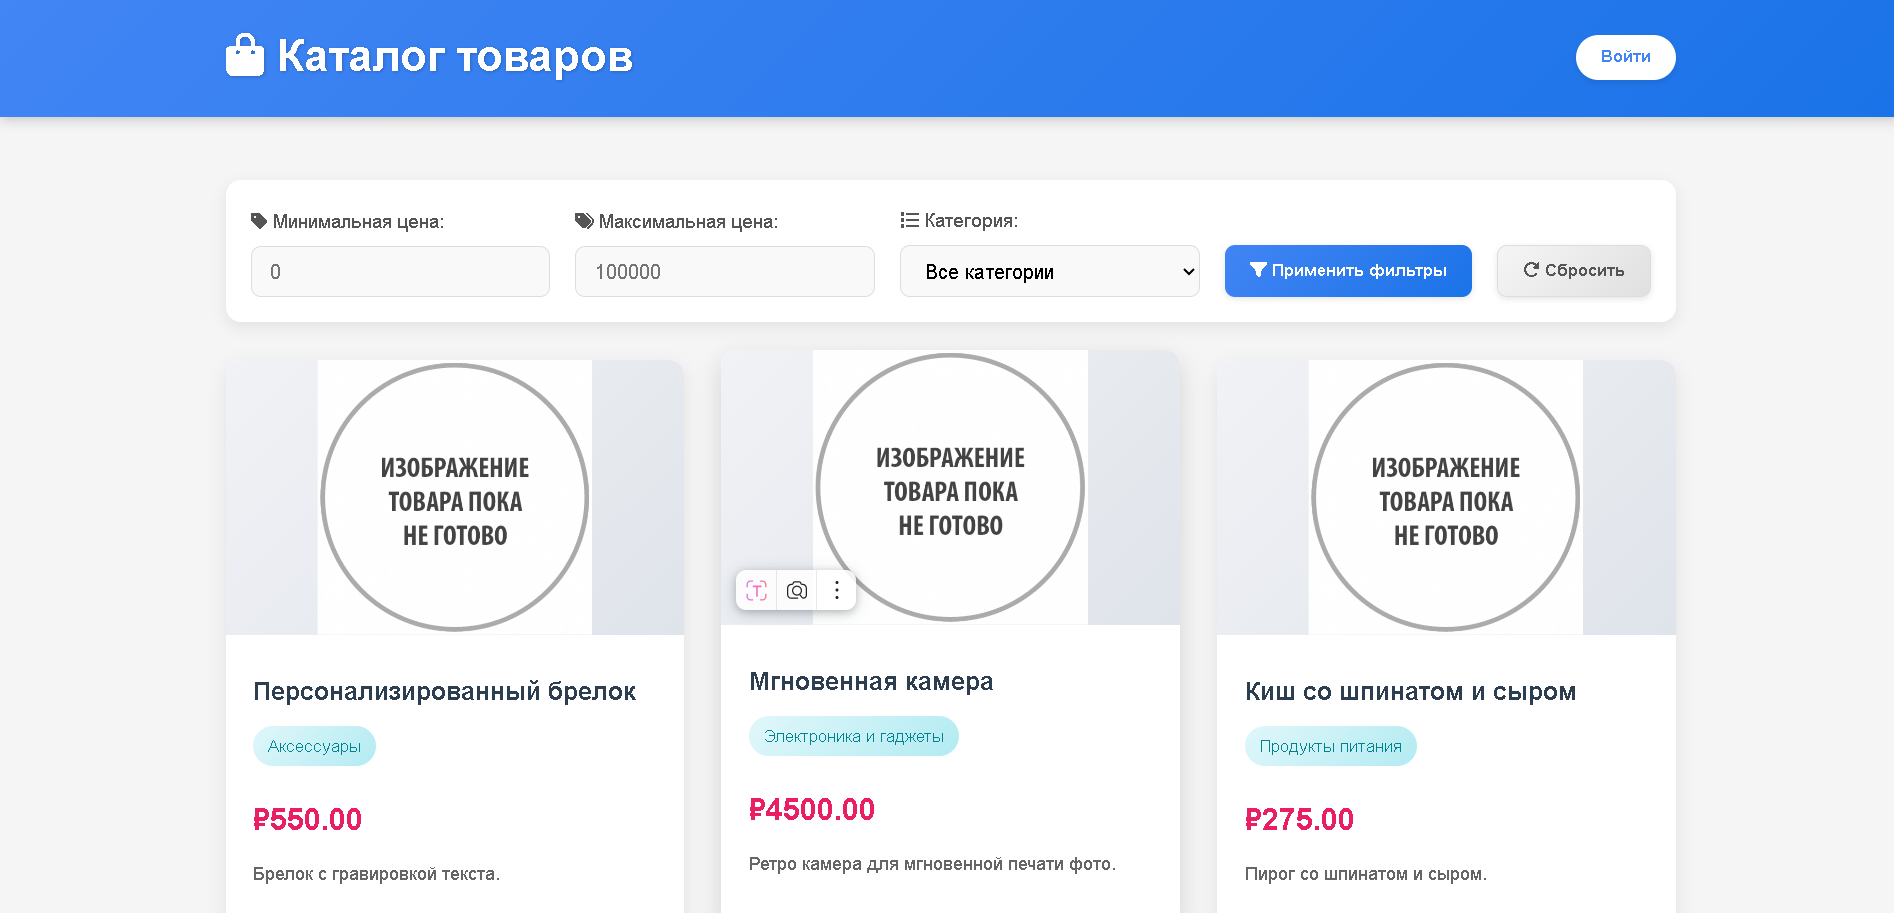 Каталог товаров
Войти
Минимальная цена:
Максимальная цена:
Категория:
0
100000
Все категории
Применить фильтры
Сбросить
ИЗОБРАЖЕНИЕ
ТОВАРА ПОКА
НЕ ГОТОВО
Персонализированный брелок
Аксессуары
₽550.00
Брелок с гравировкой текста.
ИЗОБРАЖЕНИЕ
ТОВАРА ПОКА
НЕ ГОТОВО
Мгновенная камера
Электроника и гаджеты
₽4500.00
Ретро камера для мгновенной печати фото.
ИЗОБРАЖЕНИЕ
ТОВАРА ПОКА
НЕ ГОТОВО
Киш со шпинатом и сыром
Продукты питания
₽275.00
Пирог со шпинатом и сыром.